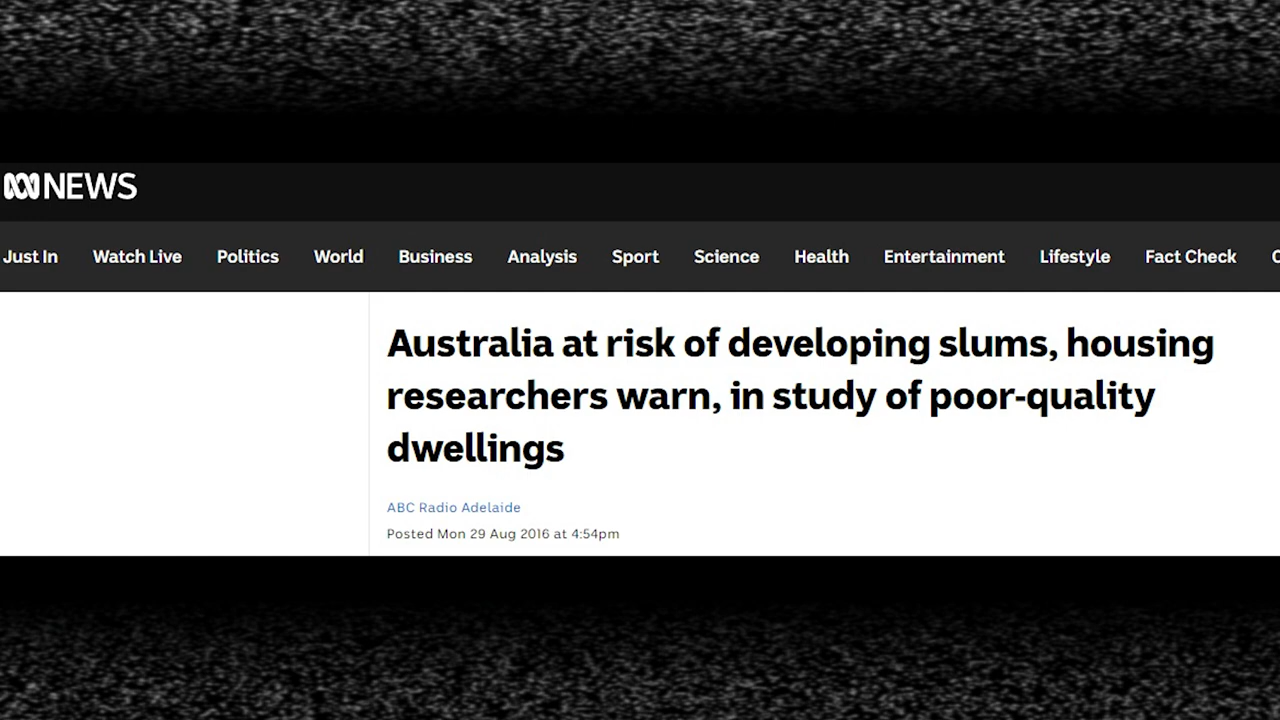 NEWS
Just In Watch Live Politics World Business Analysis Sport Science Health Entertainment Lifestyle Fact Check
Australia at risk of developing slums, housing
researchers warn, in study of poor-quality
dwellings
ABC Radio Adelaide
Posted Mon 29 Aug 2016 at 4:54pm